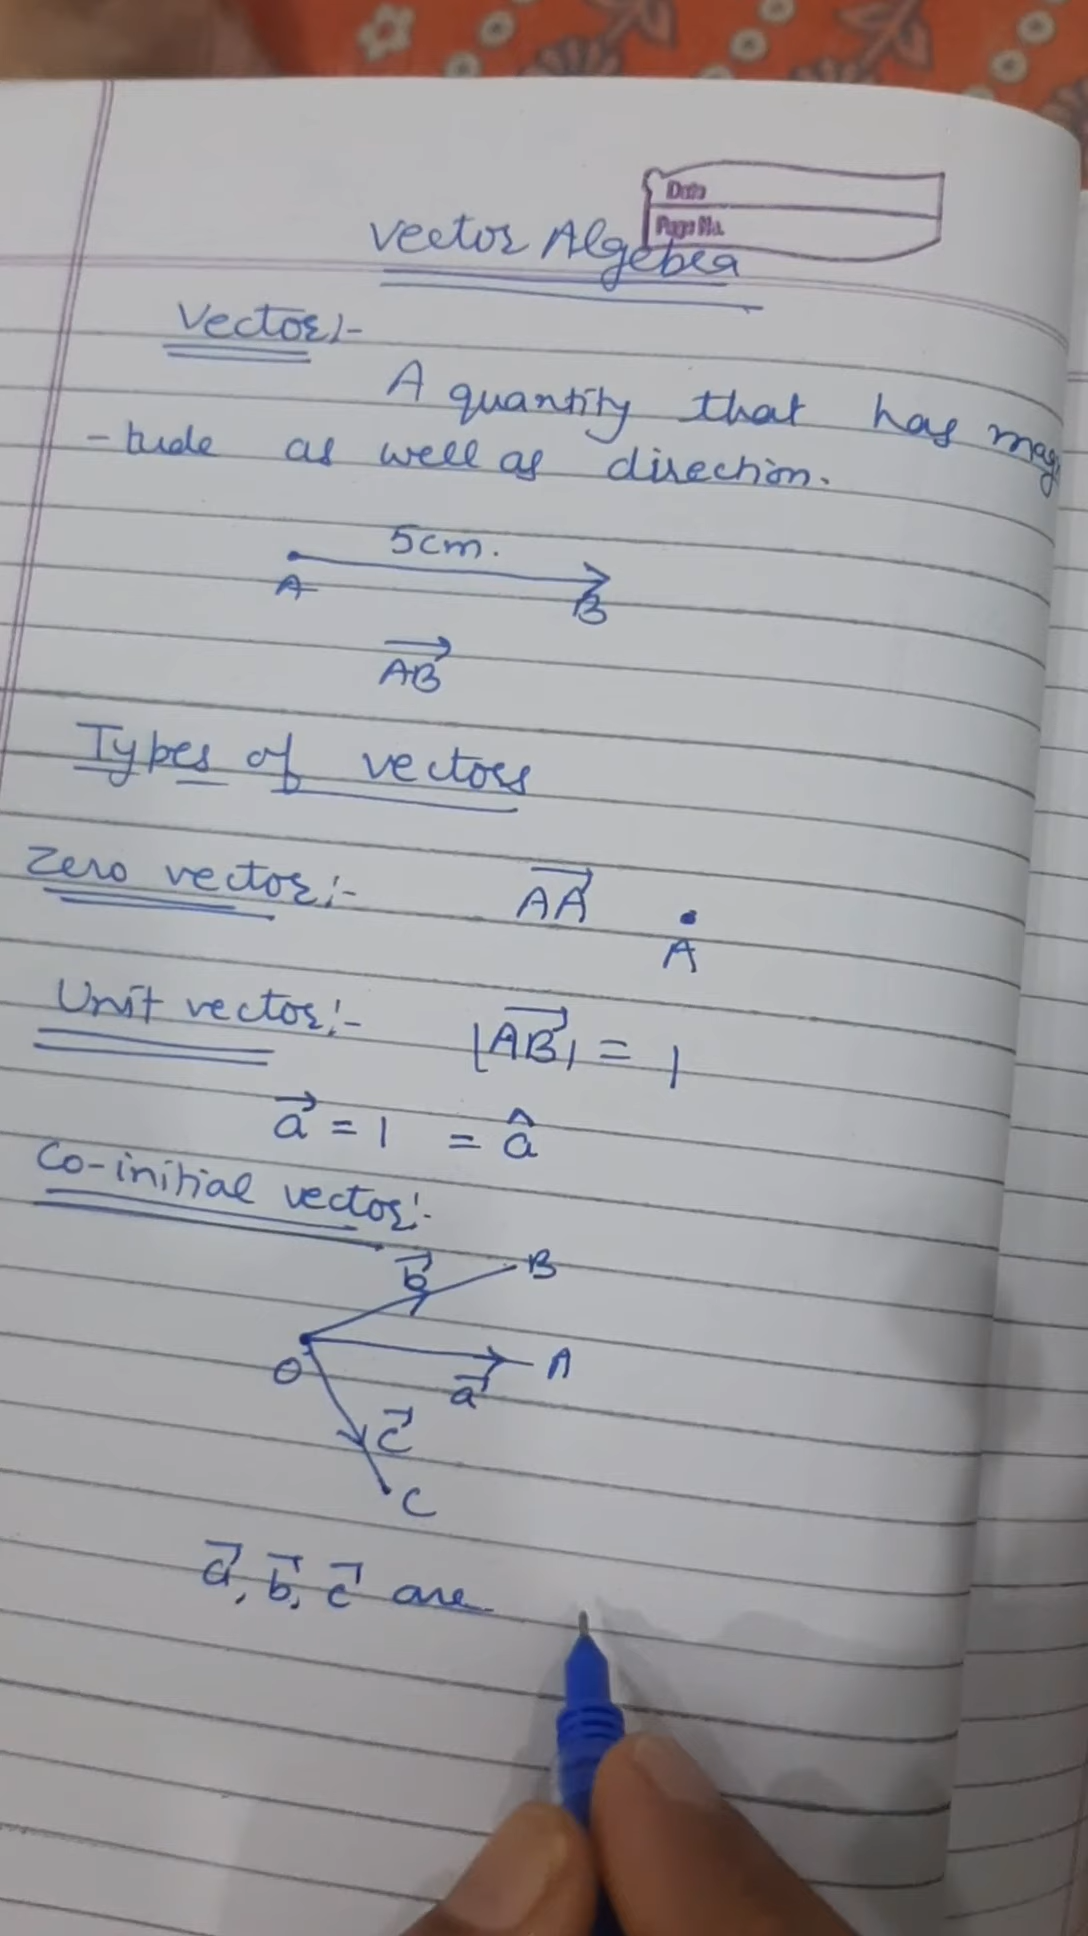 Date
Page No.
Vector Algebra
Vector:-
A quantity that has mag
-tude as well as direction.
5cm.
A B
AB
Types of vectors
Zero vector:- AA
A
Unit vector:- |AB| = 1
a = 1 = â
Co-initial vector:-
b B
O A
a
c
C
a, b, c are